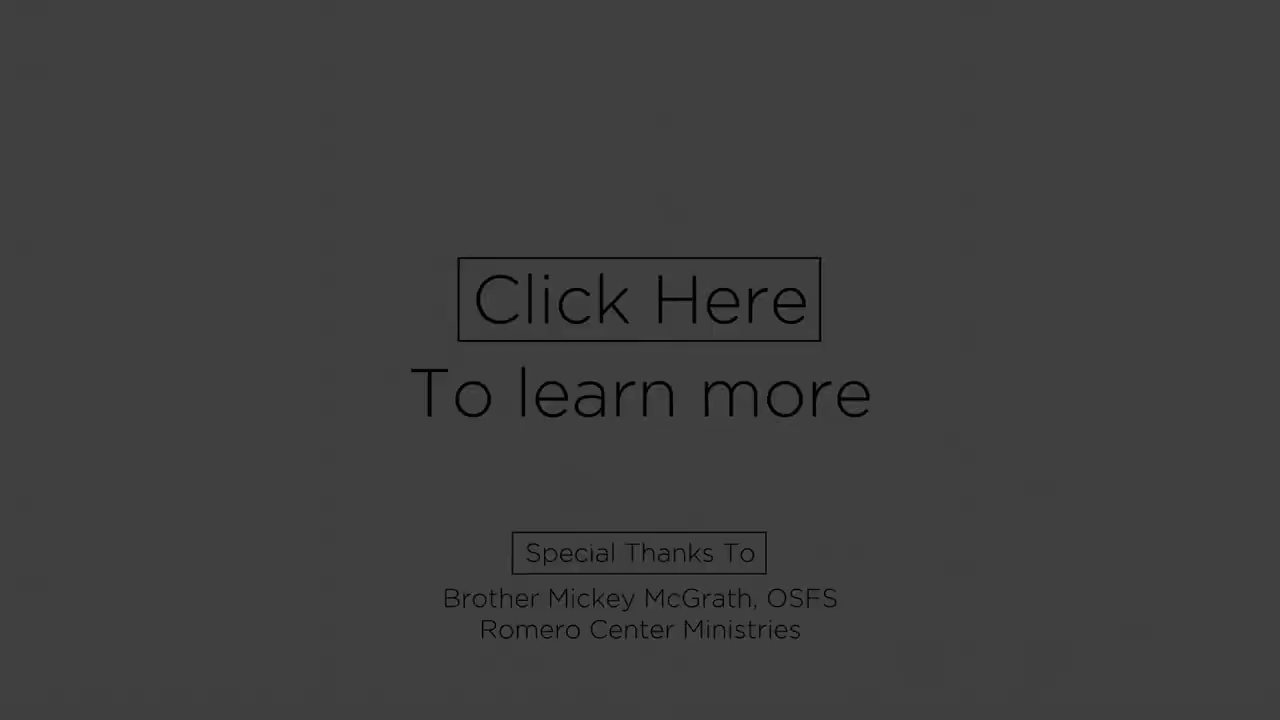 Click Here
To learn more
Special Thanks To
Brother Mickey McGrath, OSFS
Romero Center Ministries